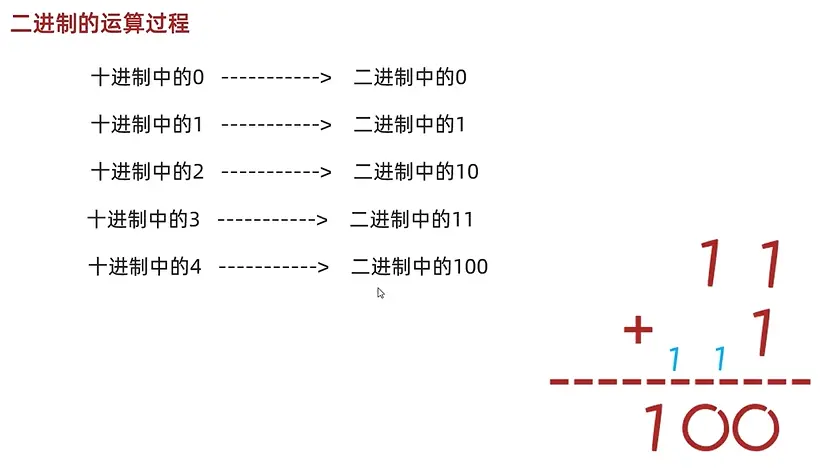 二进制的运算过程
十进制中的0 -----------> 二进制中的0
十进制中的1 -----------> 二进制中的1
十进制中的2 -----------> 二进制中的10
十进制中的3 -----------> 二进制中的11
十进制中的4 -----------> 二进制中的100
1 1
+ 1
1 1
100